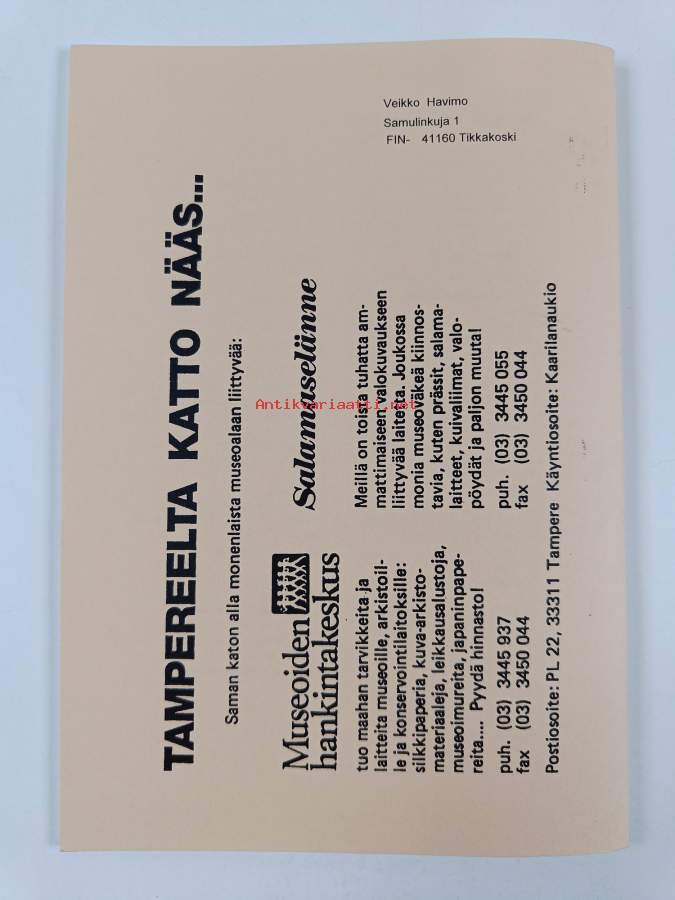 Veikko Havimo
Samulinkuja 1
FIN- 41160 Tikkakoski
TAMPEREELTA KATTO NÄÄS...
Saman katon alla monenlaista museoalaan liittyvää:
Museoiden
hankintakeskus
tuo maahan tarvikkeita ja
laitteita museoille, arkistoil-
le ja konservointilaitoksille:
silkkipaperia, kuva-arkisto-
materiaaleja, leikkausalustoja,
museoimureita, japaninpape-
reita.... Pyydä hinnasto!
puh. (03) 3445 937
fax (03) 3450 044
Salamaselänne
Meillä on toista tuhatta am-
mattimaiseen valokuvaukseen
liittyvää laitetta. Joukossa
monia museoväkeä kiinnos-
tavia, kuten prässit, salama-
laitteet, kuivaliimat, valo-
pöydät ja paljon muuta!
puh. (03) 3445 055
fax (03) 3450 044
Postiosoite: PL 22, 33311 Tampere Käyntiosoite: Kaarilanaukio
Antikvariaatti.net